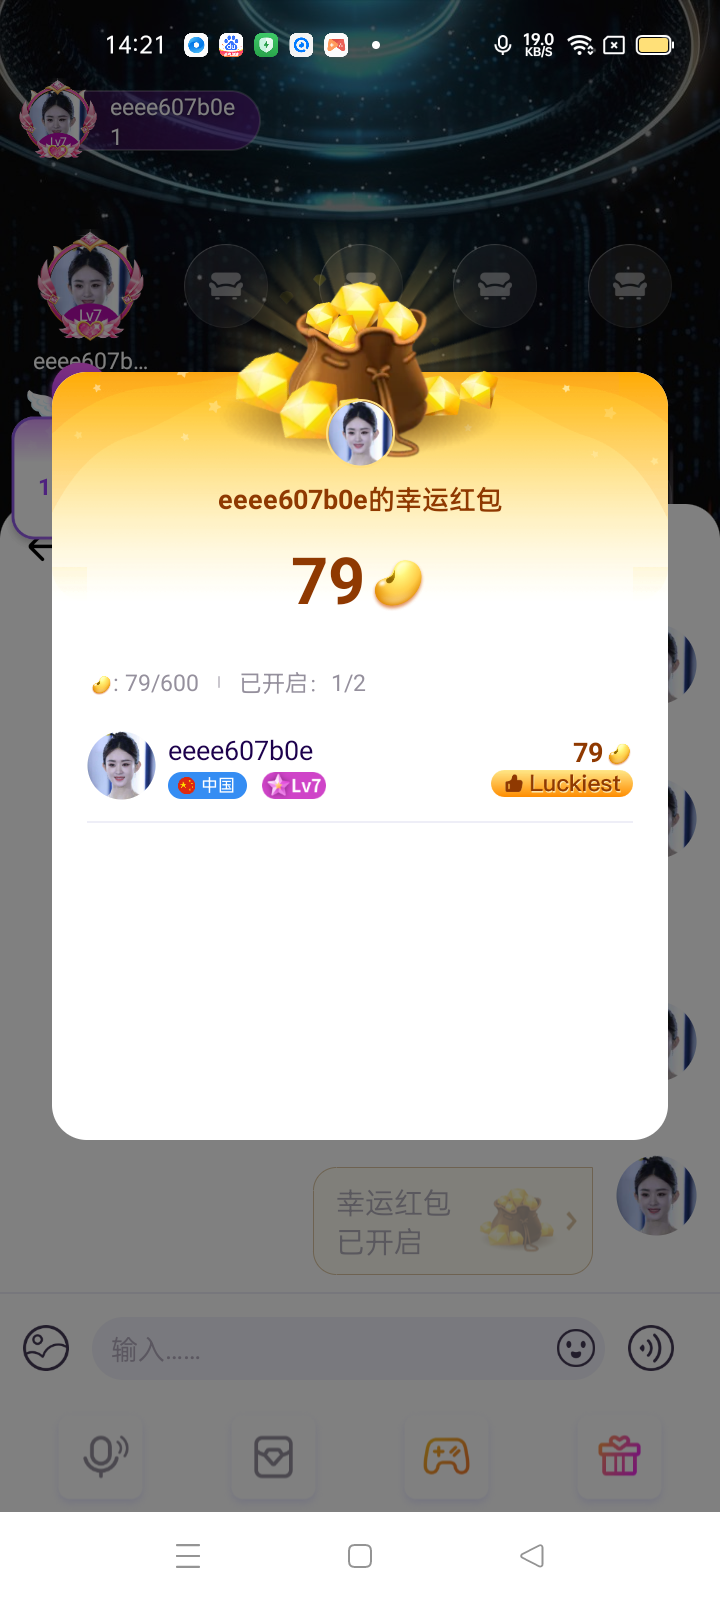 14:21
19.0
KB/S
eeee607b0e
1
Lv7
Lv7
eeee607b...
1
eeee607b0e的幸运红包
79
: 79/600
已开启：1/2
eeee607b0e
79
中国
Lv7
Luckiest
幸运红包
已开启
输入......